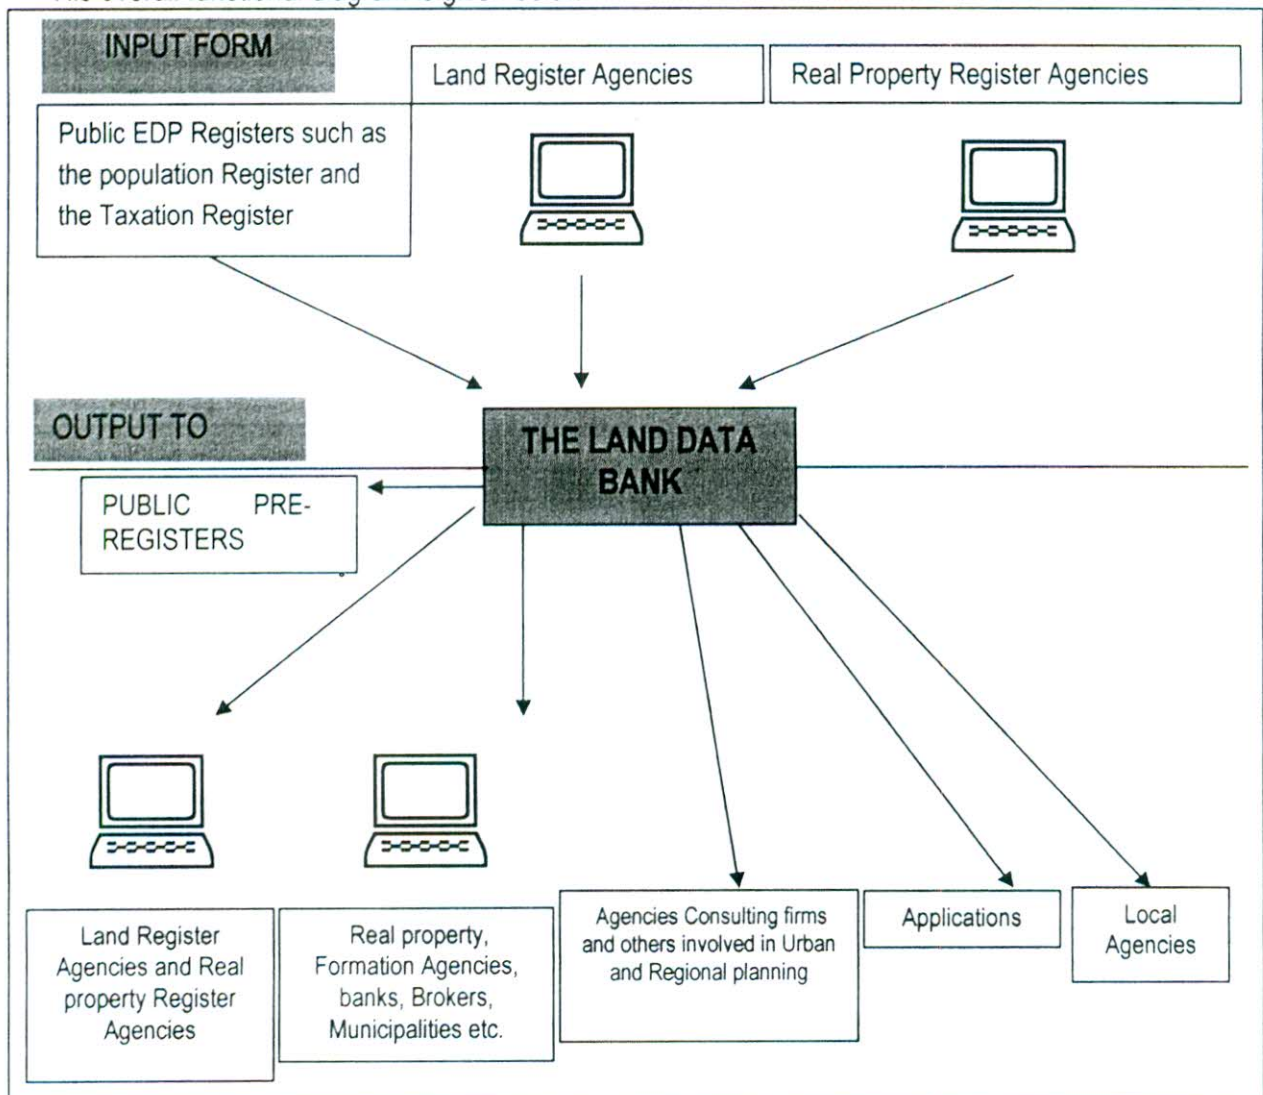 INPUT FORM
Land Register Agencies
Real Property Register Agencies
Public EDP Registers such as
the population Register and
the Taxation Register
OUTPUT TO
THE LAND DATA
BANK
PUBLIC PRE-
REGISTERS
Land Register
Agencies and Real
property Register
Agencies
Real property,
Formation Agencies,
banks, Brokers,
Municipalities etc.
Agencies Consulting firms
and others involved in Urban
and Regional planning
Applications
Local
Agencies